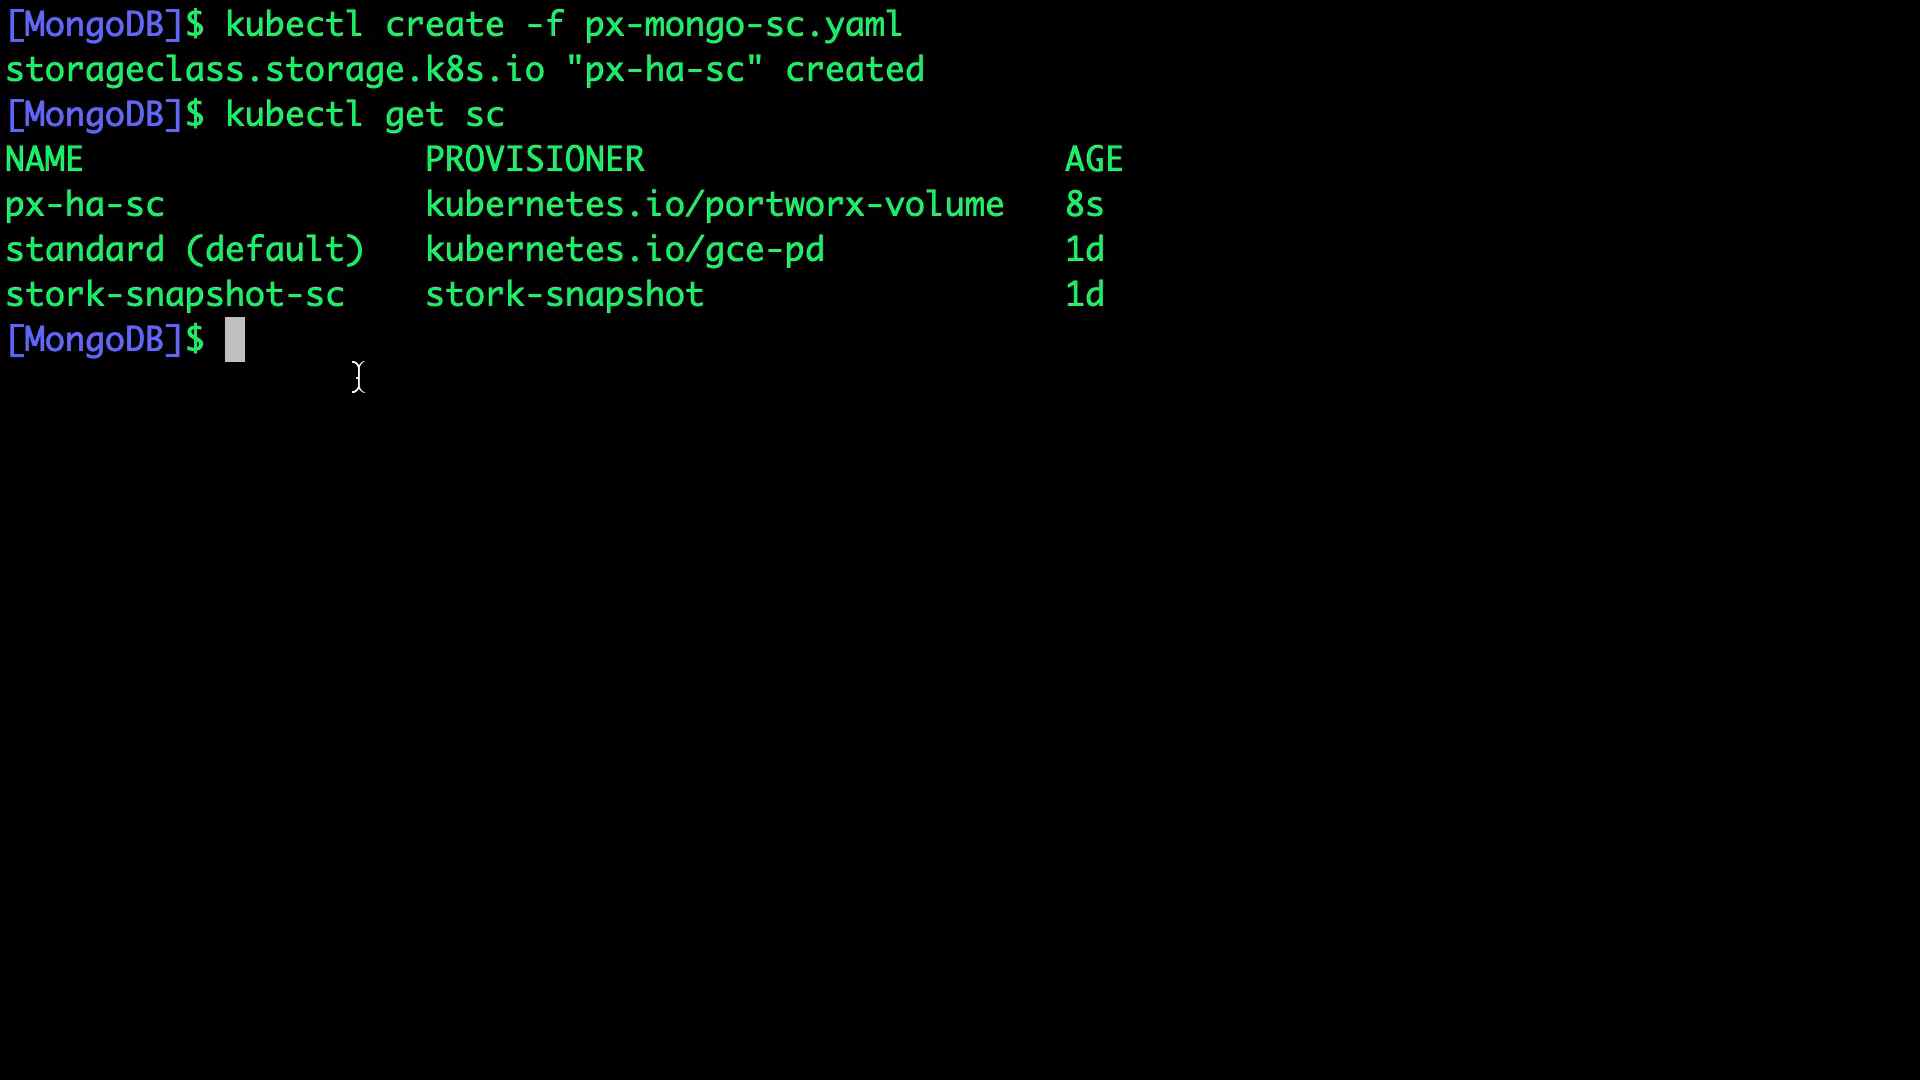 [MongoDB]$ kubectl create -f px-mongo-sc.yaml
storageclass.storage.k8s.io "px-ha-sc" created
[MongoDB]$ kubectl get sc
NAME                 PROVISIONER                     AGE
px-ha-sc             kubernetes.io/portworx-volume   8s
standard (default)   kubernetes.io/gce-pd            1d
stork-snapshot-sc    stork-snapshot                  1d
[MongoDB]$